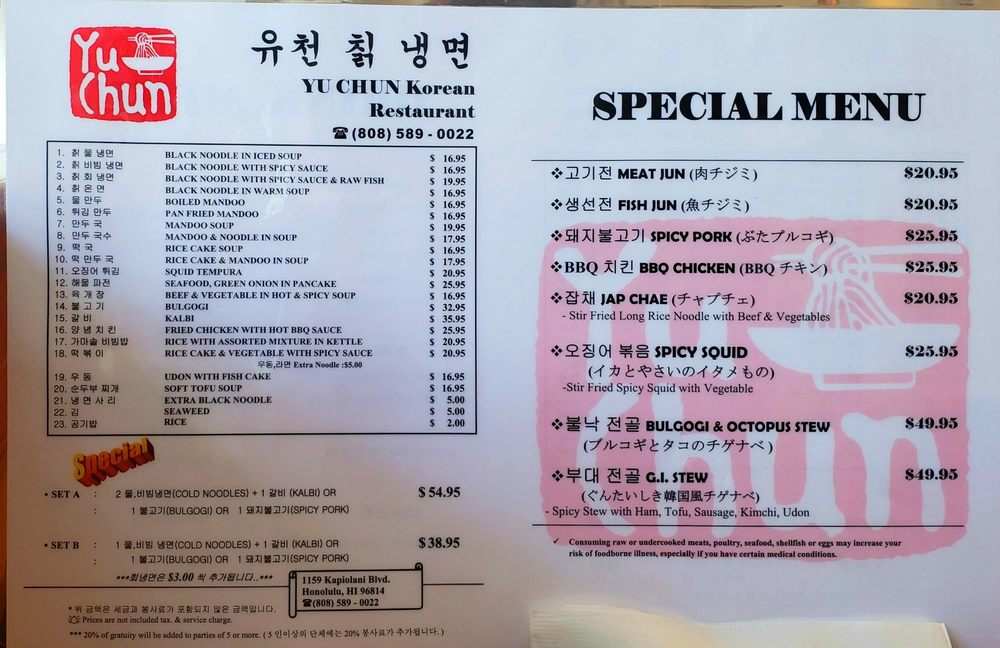 Yu
Chun
유천 칡 냉면
YU CHUN Korean
Restaurant
☎ (808) 589 - 0022
1. 칡 물 냉면 BLACK NOODLE IN ICED SOUP $ 16.95
2. 칡 비빔 냉면 BLACK NOODLE WITH SPICY SAUCE $ 16.95
3. 칡 회 냉면 BLACK NOODLE WITH SPICY SAUCE & RAW FISH $ 19.95
4. 칡 온 면 BLACK NOODLE IN WARM SOUP $ 16.95
5. 물 만두 BOILED MANDOO $ 16.95
6. 튀김 만두 PAN FRIED MANDOO $ 16.95
7. 만두 국 MANDOO SOUP $ 19.95
8. 만두 국수 MANDOO & NOODLE IN SOUP $ 17.95
9. 떡 국 RICE CAKE SOUP $ 16.95
10. 떡 만두 국 RICE CAKE & MANDOO IN SOUP $ 17.95
11. 오징어 튀김 SQUID TEMPURA $ 20.95
12. 해물 파전 SEAFOOD, GREEN ONION IN PANCAKE $ 25.95
13. 육 개 장 BEEF & VEGETABLE IN HOT & SPICY SOUP $ 16.95
14. 불 고 기 BULGOGI $ 32.95
15. 갈 비 KALBI $ 35.95
16. 양 념 치 킨 FRIED CHICKEN WITH HOT BBQ SAUCE $ 25.95
17. 가마솥 비빔밥 RICE WITH ASSORTED MIXTURE IN KETTLE $ 20.95
18. 떡 볶 이 RICE CAKE & VEGETABLE WITH SPICY SAUCE $ 20.95
우동,라면 Extra Noodle :$5.00
19. 우 동 UDON WITH FISH CAKE $ 16.95
20. 순두부 찌개 SOFT TOFU SOUP $ 16.95
21. 냉 면 사 리 EXTRA BLACK NOODLE $ 5.00
22. 김 SEAWEED $ 5.00
23. 공기밥 RICE $ 2.00
Special
* SET A : 2 물,비빔냉면(COLD NOODLES) + 1 갈비 (KALBI) OR $ 54.95
: 1 불고기(BULGOGI) OR 1 돼지불고기(SPICY PORK)
* SET B : 1 물,비빔냉면(COLD NOODLES) + 1 갈비 (KALBI) OR $ 38.95
: 1 불고기(BULGOGI) OR 1 돼지불고기(SPICY PORK)
***회냉면은 $3.00 씩 추가됩니다..***
1159 Kapiolani Blvd.
Honolulu, HI 96814
☎(808) 589 - 0022
* 위 금액은 세금과 봉사료가 포함되지 않은 금액입니다.
Prices are not included tax. & service charge.
*** 20% of gratuity will be added to parties of 5 or more. ( 5 인이상의 단체에는 20% 봉사료가 추가됩니다. )
SPECIAL MENU
❖고기전 MEAT JUN (肉チヂミ) $20.95
❖생선전 FISH JUN (魚チヂミ) $20.95
❖돼지불고기 SPICY PORK (ぶたプルコギ) $25.95
❖BBQ 치킨 BBQ CHICKEN (BBQ チキン) $25.95
❖잡채 JAP CHAE (チャプチェ) $20.95
- Stir Fried Long Rice Noodle with Beef & Vegetables
❖오징어 볶음 SPICY SQUID $25.95
(イカとやさいのイタメもの)
-Stir Fried Spicy Squid with Vegetable
❖불낙 전골 BULGOGI & OCTOPUS STEW $49.95
(ブルコギとタコのチゲナベ)
❖부대 전골 G.I. STEW $49.95
(ぐんたいしき韓国風チゲナベ)
- Spicy Stew with Ham, Tofu, Sausage, Kimchi, Udon
✓ Consuming raw or undercooked meats, poultry, seafood, shellfish or eggs may increase your
risk of foodborne illness, especially if you have certain medical conditions.